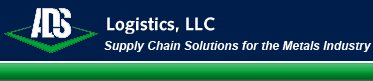 ADS
Logistics, LLC
Supply Chain Solutions for the Metals Industry